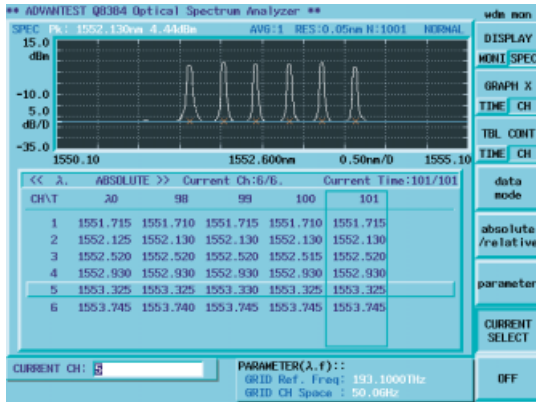 ** ADVANTEST Q8384 Optical Spectrum Analyzer **
wdm mon
SPEC Pk: 1552.130nm 4.44dBm AVG:1 RES:0.05nm N:1001 NORMAL
15.0
dBm
-10.0
5.0
dB/D
-35.0
1550.10 1552.600nm 0.50nm/D 1555.10
<< λ. ABSOLUTE >> Current Ch:6/6. Current Time:101/101
CH\T λ0 98 99 100 101
1 1551.715 1551.710 1551.715 1551.710 1551.715
2 1552.125 1552.130 1552.130 1552.130 1552.130
3 1552.520 1552.520 1552.520 1552.515 1552.520
4 1552.930 1552.930 1552.930 1552.930 1552.930
5 1553.325 1553.325 1553.330 1553.325 1553.325
6 1553.745 1553.740 1553.745 1553.745 1553.745
CURRENT CH: 5
PARAMETER(λ.f)::
GRID Ref. Freq: 193.1000THz
GRID CH Space : 50.0GHz
DISPLAY
MONI SPEC
GRAPH X
TIME CH
TBL CONT
TIME CH
data
mode
absolute
/relative
parameter
CURRENT
SELECT
OFF